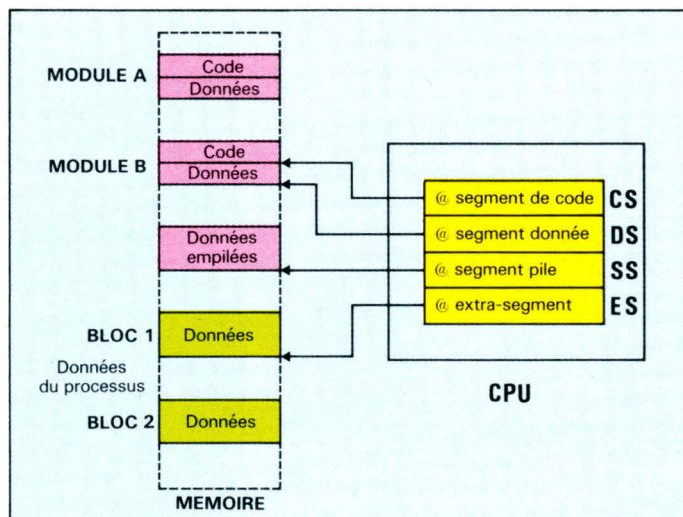 MODULE A
Code
Données
MODULE B
Code
Données
Données
empilées
BLOC 1
Données
Données
du processus
BLOC 2
Données
MEMOIRE
@ segment de code CS
@ segment donnée DS
@ segment pile SS
@ extra-segment ES
CPU